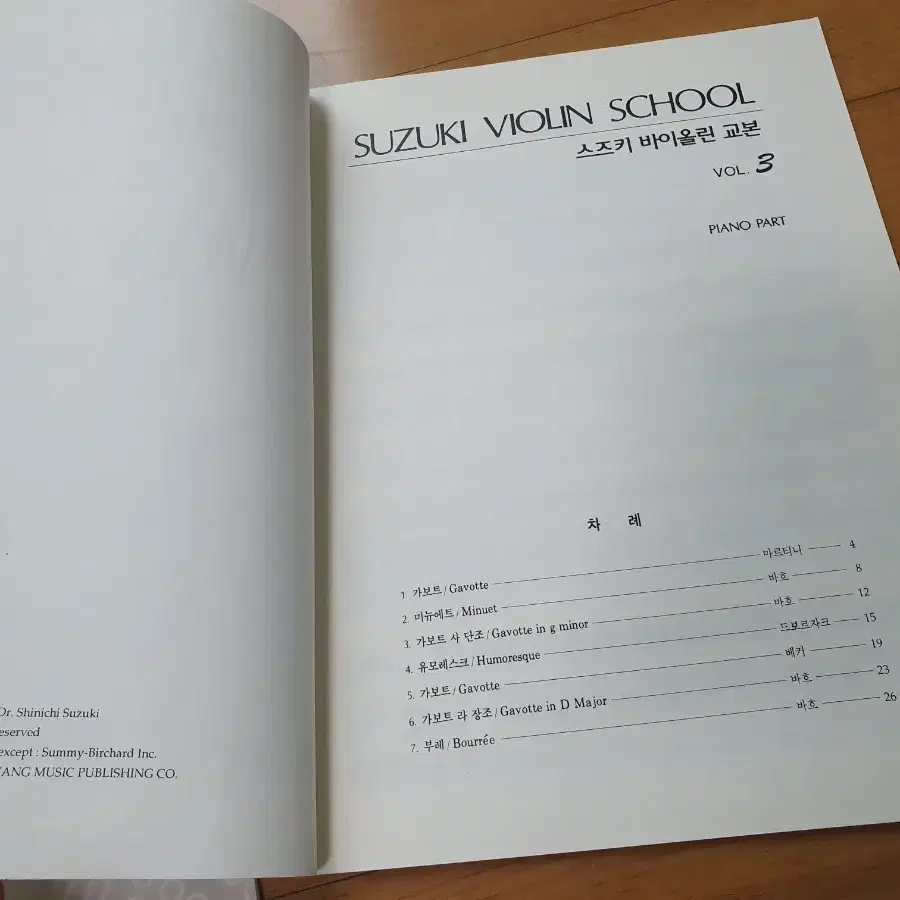 Dr. Shinichi Suzuki
eserved
except : Summy-Birchard Inc.
YANG MUSIC PUBLISHING CO.
SUZUKI VIOLIN SCHOOL
스즈키 바이올린 교본
VOL. 3
PIANO PART
차 례
1. 가보트/Gavotte 마르티니 4
2. 미뉴에트/Minuet 바흐 8
3. 가보트 사 단조/Gavotte in g minor 바흐 12
4. 유모레스크/Humoresque 드보르자크 15
5. 가보트/Gavotte 베커 19
6. 가보트 라 장조/Gavotte in D Major 바흐 23
7. 부레/Bourrée 바흐 26